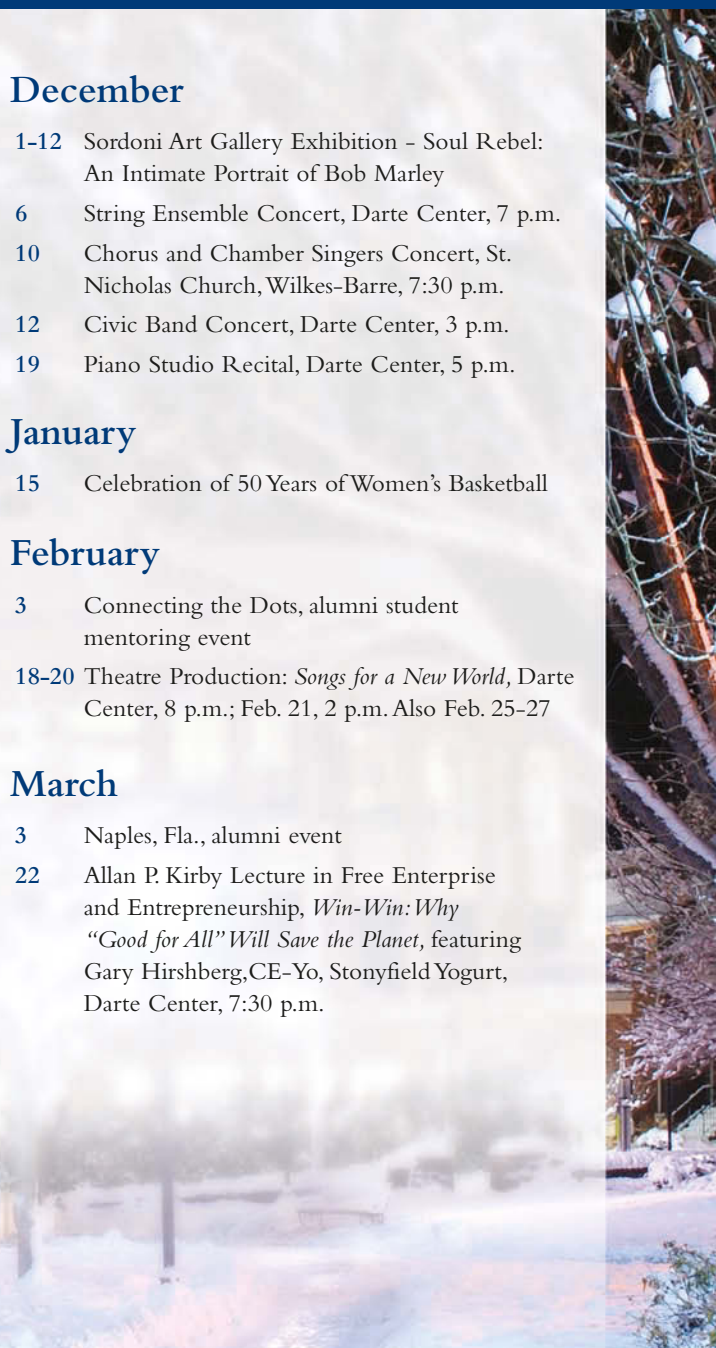 December
1-12 Sordoni Art Gallery Exhibition - Soul Rebel:
An Intimate Portrait of Bob Marley
6 String Ensemble Concert, Darte Center, 7 p.m.
10 Chorus and Chamber Singers Concert, St.
Nicholas Church, Wilkes-Barre, 7:30 p.m.
12 Civic Band Concert, Darte Center, 3 p.m.
19 Piano Studio Recital, Darte Center, 5 p.m.
January
15 Celebration of 50 Years of Women's Basketball
February
3 Connecting the Dots, alumni student
mentoring event
18-20 Theatre Production: Songs for a New World, Darte
Center, 8 p.m.; Feb. 21, 2 p.m. Also Feb. 25-27
March
3 Naples, Fla., alumni event
22 Allan P. Kirby Lecture in Free Enterprise
and Entrepreneurship, Win-Win: Why
“Good for All” Will Save the Planet, featuring
Gary Hirshberg,CE-Yo, Stonyfield Yogurt,
Darte Center, 7:30 p.m.